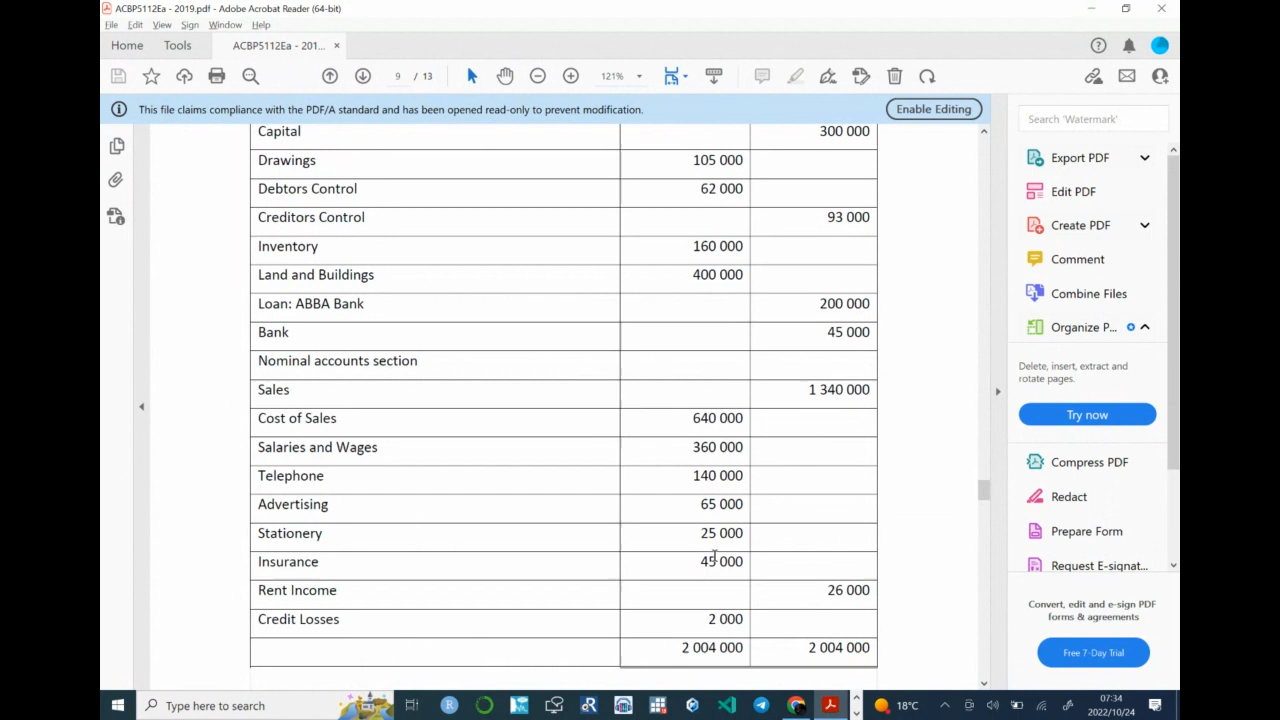 ACBP5112Ea - 2019.pdf - Adobe Acrobat Reader (64-bit)
File Edit View Sign Window Help
Home Tools ACBP5112Ea - 201... ×
9 / 13 121%
This file claims compliance with the PDF/A standard and has been opened read-only to prevent modification. Enable Editing
Capital 300 000
Drawings 105 000
Debtors Control 62 000
Creditors Control 93 000
Inventory 160 000
Land and Buildings 400 000
Loan: ABBA Bank 200 000
Bank 45 000
Nominal accounts section
Sales 1 340 000
Cost of Sales 640 000
Salaries and Wages 360 000
Telephone 140 000
Advertising 65 000
Stationery 25 000
Insurance 45 000
Rent Income 26 000
Credit Losses 2 000
2 004 000 2 004 000
Search 'Watermark'
Export PDF
Edit PDF
Create PDF
Comment
Combine Files
Organize P...
Delete, insert, extract and
rotate pages.
Try now
Compress PDF
Redact
Prepare Form
Request E-signat...
Convert, edit and e-sign PDF
forms & agreements
Free 7-Day Trial
Type here to search
18°C
07:34
2022/10/24